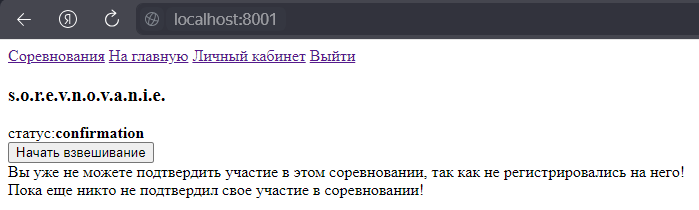 localhost:8001
Соревнования На главную Личный кабинет Выйти
s.o.r.e.v.n.o.v.a.n.i.e.
статус:confirmation
Начать взвешивание
Вы уже не можете подтвердить участие в этом соревновании, так как не регистрировались на него!
Пока еще никто не подтвердил свое участие в соревновании!